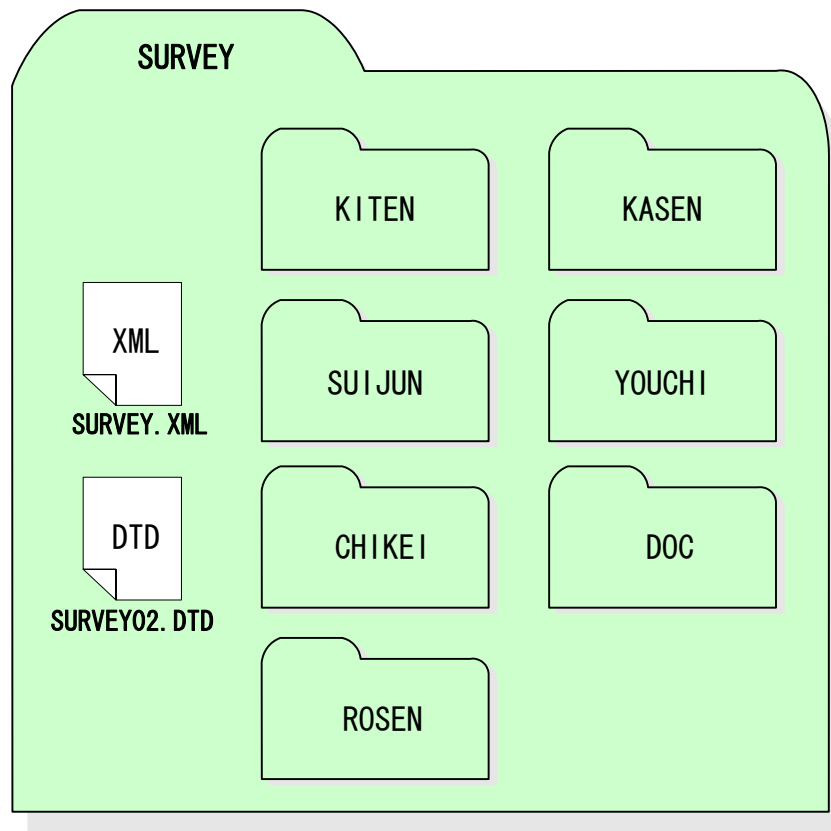 SURVEY
KITEN
KASEN
XML
SURVEY.XML
SUIJUN
YOUCHI
DTD
SURVEY02.DTD
CHIKEI
DOC
ROSEN